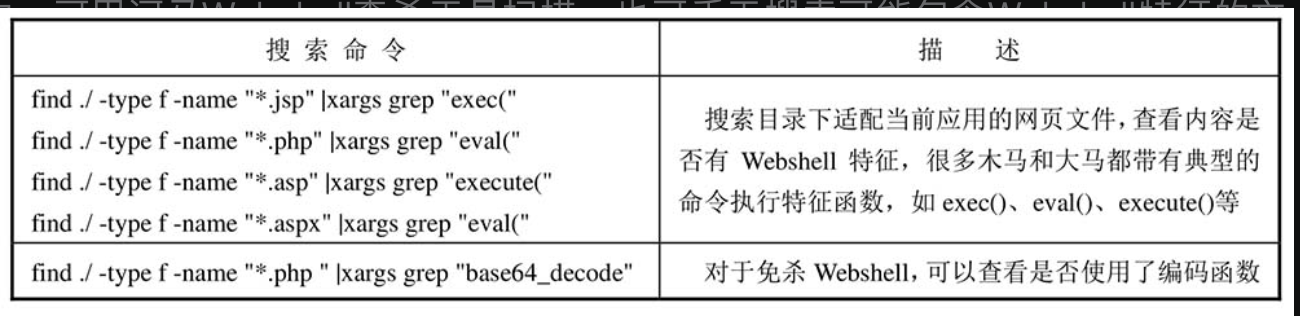 搜 索 命 令
描 述
find ./ -type f -name "*.jsp" |xargs grep "exec("
find ./ -type f -name "*.php" |xargs grep "eval("
find ./ -type f -name "*.asp" |xargs grep "execute("
find ./ -type f -name "*.aspx" |xargs grep "eval("
搜索目录下适配当前应用的网页文件，查看内容是
否有 Webshell 特征，很多木马和大马都带有典型的
命令执行特征函数，如 exec()、eval()、execute()等
find ./ -type f -name "*.php " |xargs grep "base64_decode"
对于免杀 Webshell，可以查看是否使用了编码函数